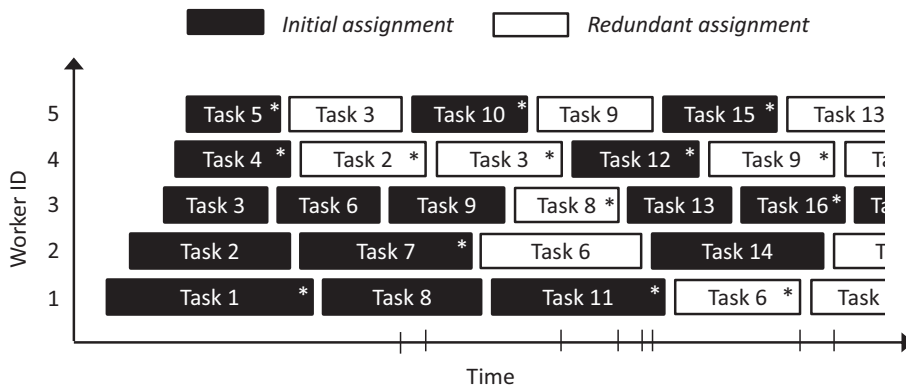 Initial assignment Redundant assignment
5 Task 5 * Task 3 Task 10 * Task 9 Task 15 * Task 13
4 Task 4 * Task 2 * Task 3 * Task 12 * Task 9 *
3 Task 3 Task 6 Task 9 Task 8 * Task 13 Task 16 *
2 Task 2 Task 7 * Task 6 Task 14
1 Task 1 * Task 8 Task 11 * Task 6 * Task
Worker ID
Time